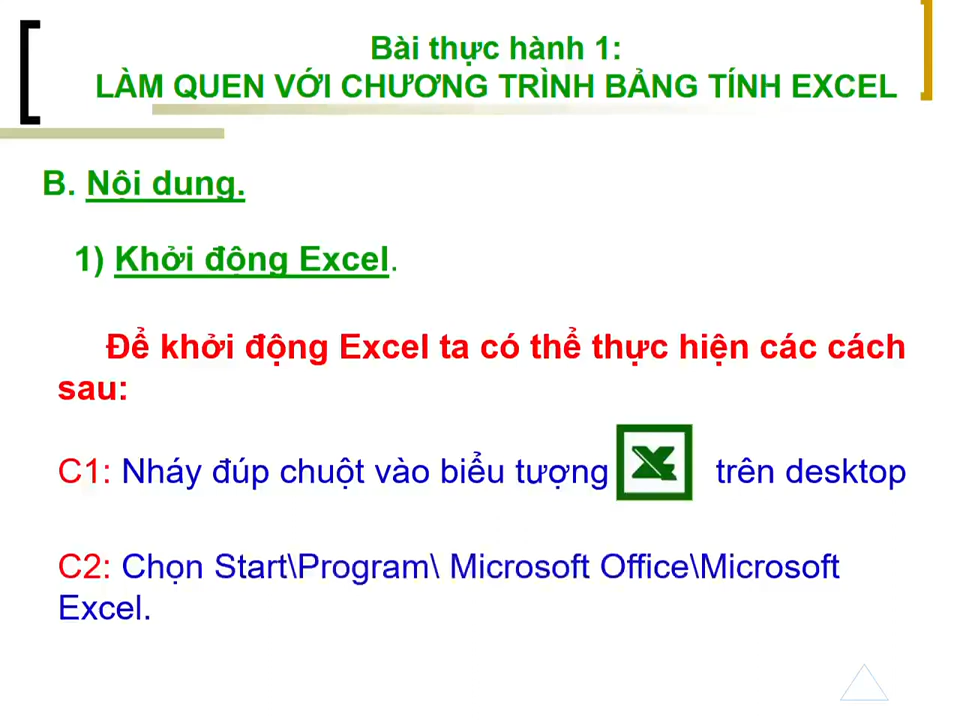 Bài thực hành 1:
LÀM QUEN VỚI CHƯƠNG TRÌNH BẢNG TÍNH EXCEL
B. Nội dung.
1) Khởi động Excel.
Để khởi động Excel ta có thể thực hiện các cách
sau:
C1: Nháy đúp chuột vào biểu tượng trên desktop
C2: Chọn Start\Program\ Microsoft Office\Microsoft
Excel.